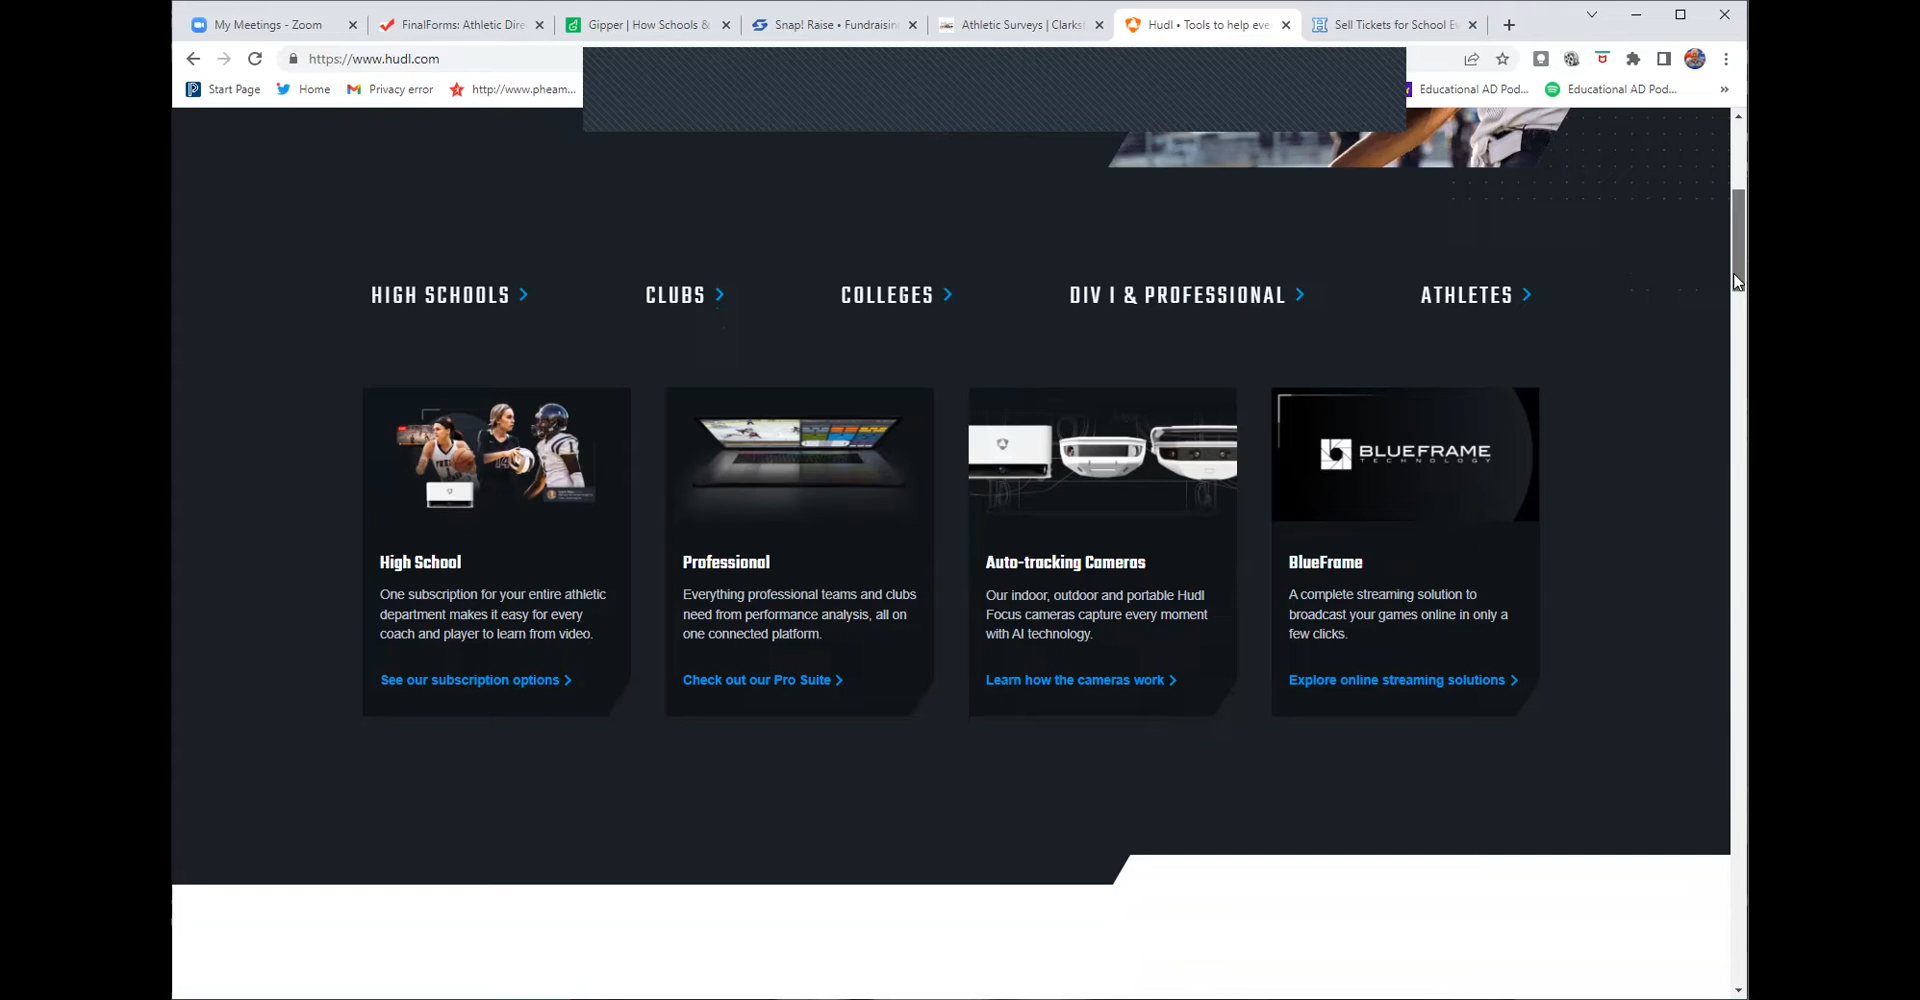 My Meetings - Zoom
FinalForms: Athletic Dire
Gipper | How Schools &
Snap! Raise • Fundraising
Athletic Surveys | Clarkst
Hudl • Tools to help eve
Sell Tickets for School Ev
https://www.hudl.com
Start Page
Home
Privacy error
http://www.pheam...
Educational AD Pod...
Educational AD Pod...
HIGH SCHOOLS
CLUBS
COLLEGES
DIV I & PROFESSIONAL
ATHLETES
BLUEFRAME
TECHNOLOGY
High School
One subscription for your entire athletic
department makes it easy for every
coach and player to learn from video.
See our subscription options
Professional
Everything professional teams and clubs
need from performance analysis, all on
one connected platform.
Check out our Pro Suite
Auto-tracking Cameras
Our indoor, outdoor and portable Hudl
Focus cameras capture every moment
with AI technology.
Learn how the cameras work
BlueFrame
A complete streaming solution to
broadcast your games online in only a
few clicks.
Explore online streaming solutions